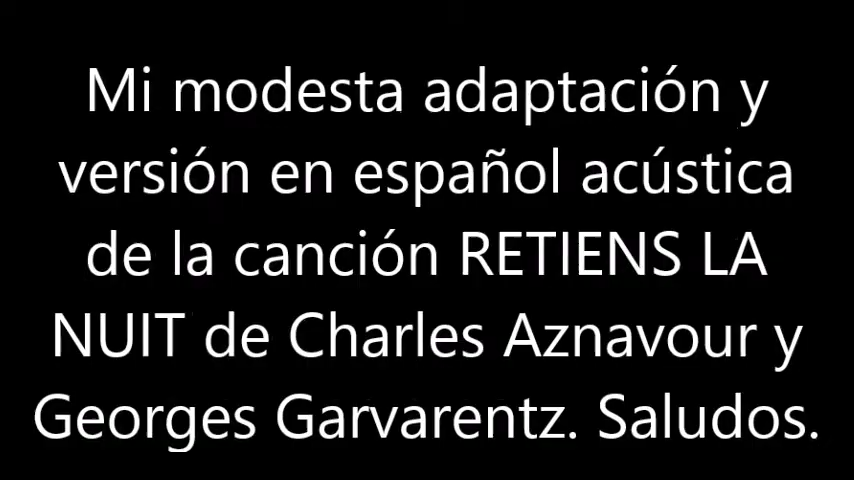 Mi modesta adaptación y
versión en español acústica
de la canción RETIENS LA
NUIT de Charles Aznavour y
Georges Garvarentz. Saludos.